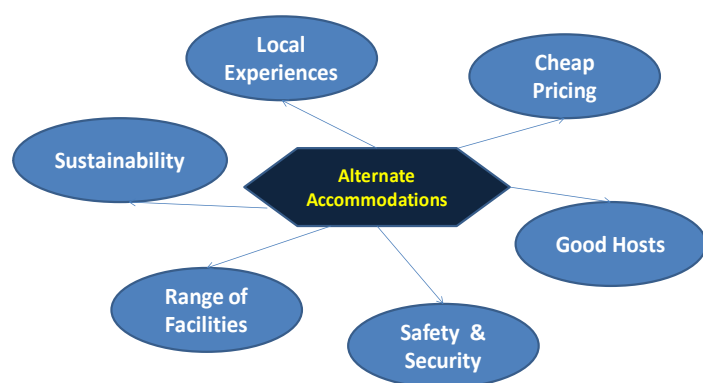 Local
Experiences
Cheap
Pricing
Sustainability
Alternate
Accommodations
Good Hosts
Range of
Facilities
Safety &
Security